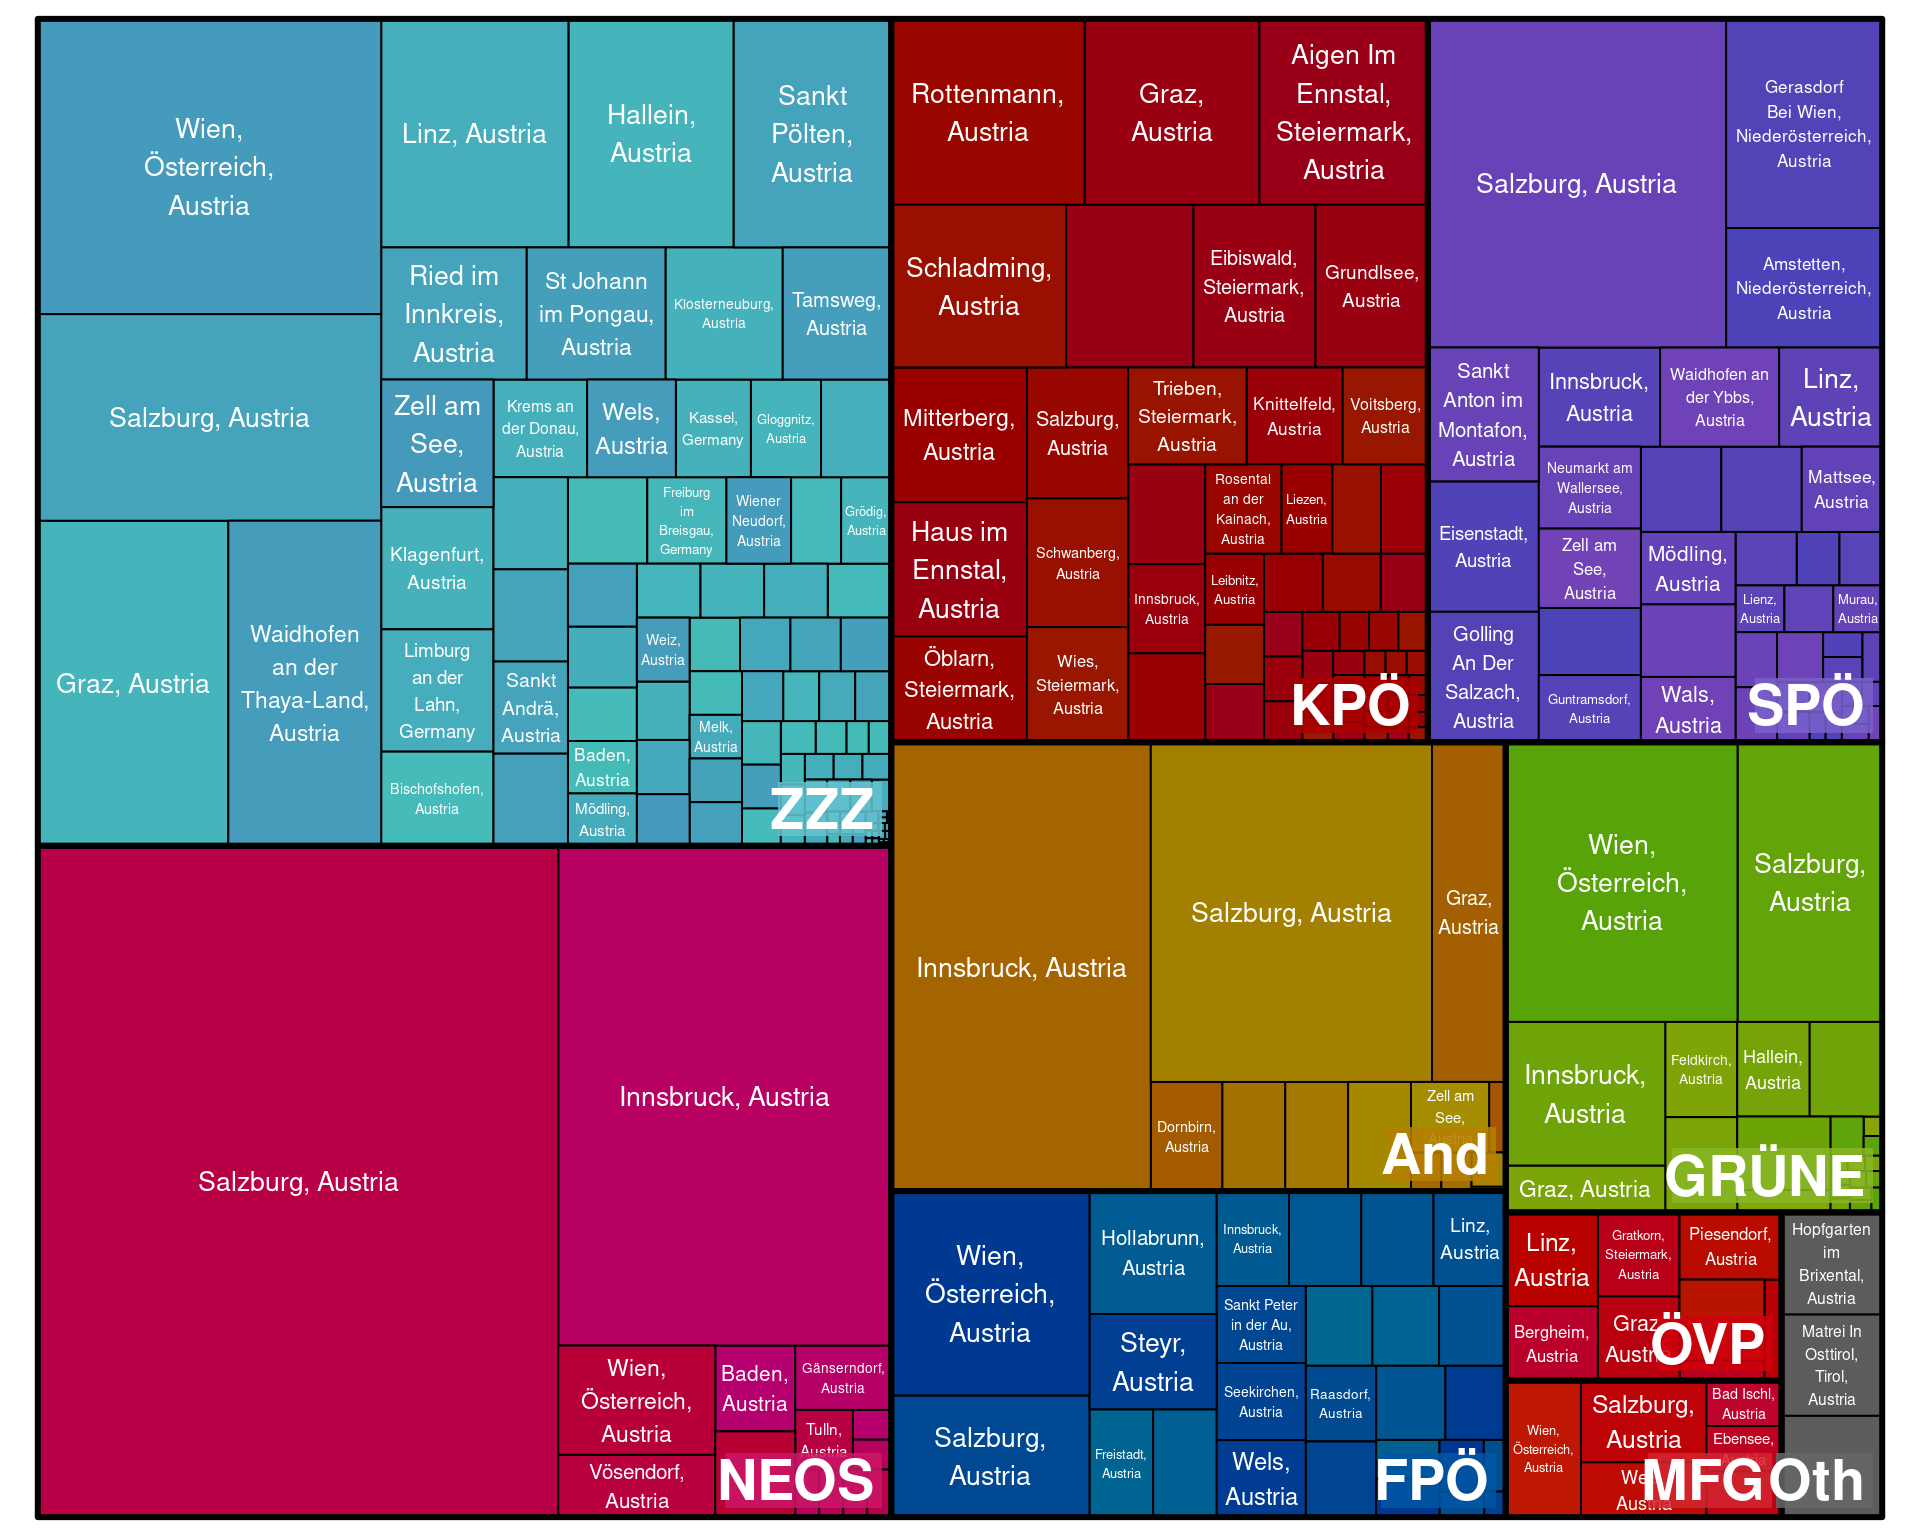 Wien,
Österreich,
Austria
Linz, Austria
Hallein,
Austria
Sankt
Pölten,
Austria
Salzburg, Austria
Graz, Austria
Waidhofen
an der
Thaya-Land,
Austria
Ried im
Innkreis,
Austria
St Johann
im Pongau,
Austria
Klosterneuburg,
Austria
Tamsweg,
Austria
Zell am
See,
Austria
Krems an
der Donau,
Austria
Wels,
Austria
Kassel,
Germany
Gloggnitz,
Austria
Klagenfurt,
Austria
Freiburg
im
Breisgau,
Germany
Wiener
Neudorf,
Austria
Grödig,
Austria
Limburg
an der
Lahn,
Germany
Sankt
Andrä,
Austria
Weiz,
Austria
Melk,
Austria
Bischofshofen,
Austria
Baden,
Austria
Mödling,
Austria
ZZZ
Rottenmann,
Austria
Graz,
Austria
Aigen Im
Ennstal,
Steiermark,
Austria
Schladming,
Austria
Eibiswald,
Steiermark,
Austria
Grundlsee,
Austria
Mitterberg,
Austria
Salzburg,
Austria
Trieben,
Steiermark,
Austria
Knittelfeld,
Austria
Voitsberg,
Austria
Haus im
Ennstal,
Austria
Schwanberg,
Austria
Rosental
an der
Kainach,
Austria
Liezen,
Austria
Innsbruck,
Austria
Leibnitz,
Austria
Öblarn,
Steiermark,
Austria
Wies,
Steiermark,
Austria
KPÖ
Salzburg, Austria
Gerasdorf
Bei Wien,
Niederösterreich,
Austria
Amstetten,
Niederösterreich,
Austria
Sankt
Anton im
Montafon,
Austria
Innsbruck,
Austria
Waidhofen an
der Ybbs,
Austria
Linz,
Austria
Neumarkt am
Wallersee,
Austria
Mattsee,
Austria
Eisenstadt,
Austria
Zell am
See,
Austria
Mödling,
Austria
Lienz,
Austria
Murau,
Austria
Golling
An Der
Salzach,
Austria
Guntramsdorf,
Austria
Wals,
Austria
SPÖ
Salzburg, Austria
Innsbruck, Austria
Wien,
Österreich,
Austria
Baden,
Austria
Gänserndorf,
Austria
Tulln,
Austria
Vösendorf,
Austria
NEOS
Innsbruck, Austria
Salzburg, Austria
Graz,
Austria
Dornbirn,
Austria
Zell am
See,
Austria
And
Wien,
Österreich,
Austria
Salzburg,
Austria
Innsbruck,
Austria
Feldkirch,
Austria
Hallein,
Austria
Graz, Austria
GRÜNE
Wien,
Österreich,
Austria
Hollabrunn,
Austria
Innsbruck,
Austria
Linz,
Austria
Steyr,
Austria
Sankt Peter
in der Au,
Austria
Salzburg,
Austria
Seekirchen,
Austria
Raasdorf,
Austria
Freistadt,
Austria
Wels,
Austria
FPÖ
Linz,
Austria
Gratkorn,
Steiermark,
Austria
Piesendorf,
Austria
Bergheim,
Austria
Graz,
Austria
ÖVP
Wien,
Österreich,
Austria
Salzburg,
Austria
Bad Ischl,
Austria
Ebensee,
Austria
MFG
Hopfgarten
im
Brixental,
Austria
Matrei In
Osttirol,
Tirol,
Austria
Oth